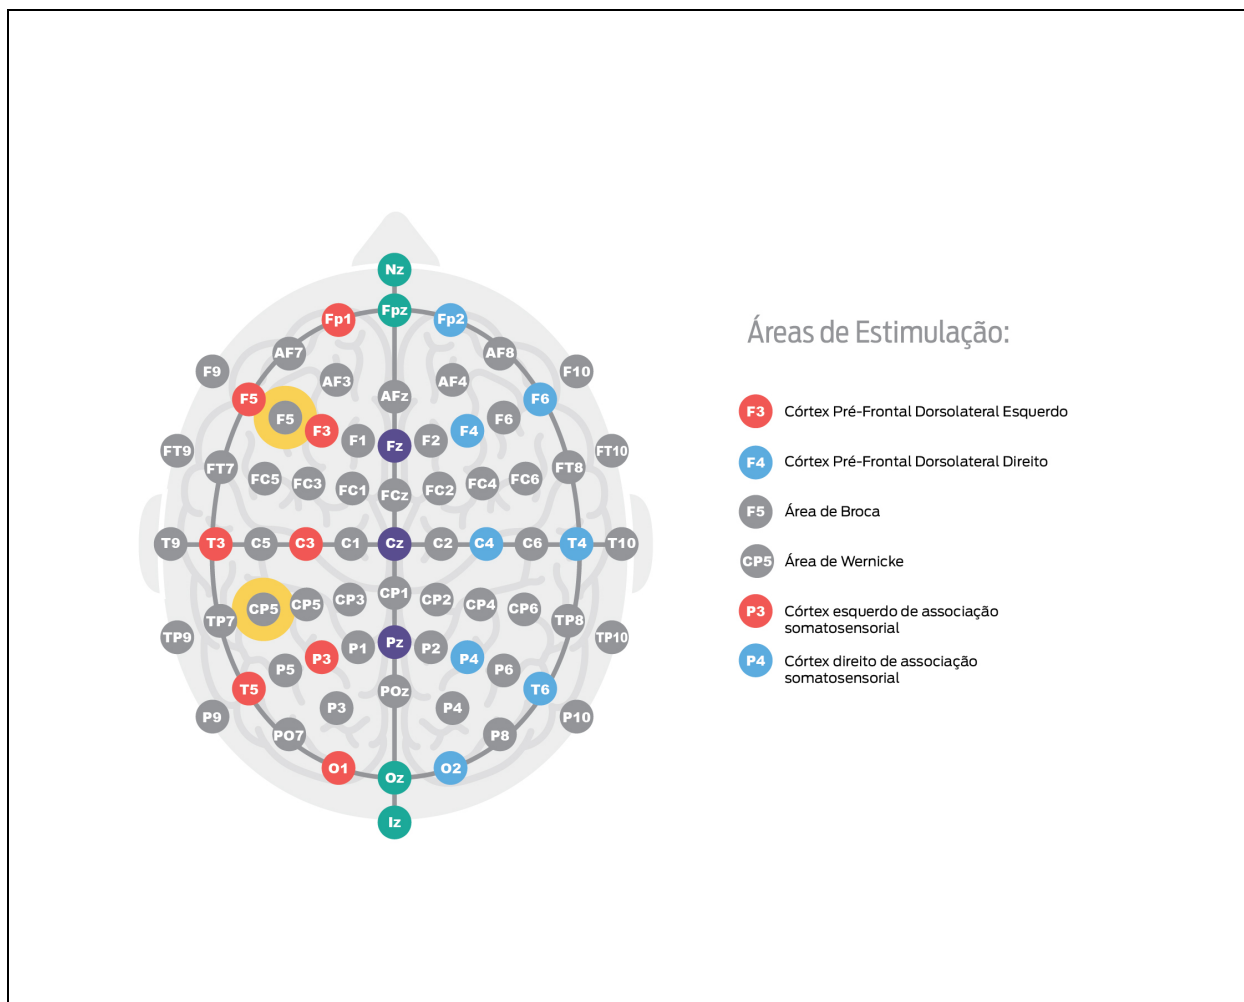 Nz
Fp1 Fpz Fp2
AF7 AF8
F9 AF3 AF4 F10
AFz
F5 F6
F5 F3 F1 Fz F2 F4 F6
FT9 FT10
FT7 FC5 FC3 FC1 FCz FC2 FC4 FC6 FT8
T9 T3 C5 C3 C1 Cz C2 C4 C6 T4 T10
CP5 CP5 CP3 CP1 CP2 CP4 CP6
TP9 TP7 TP8 TP10
P5 P3 P1 Pz P2 P4 P6
T5 POz T6
P9 P3 P4 P10
PO7 P8
O1 Oz O2
Iz
Áreas de Estimulação:
F3 Córtex Pré-Frontal Dorsolateral Esquerdo
F4 Córtex Pré-Frontal Dorsolateral Direito
F5 Área de Broca
CP5 Área de Wernicke
P3 Córtex esquerdo de associação
somatosensorial
P4 Córtex direito de associação
somatosensorial